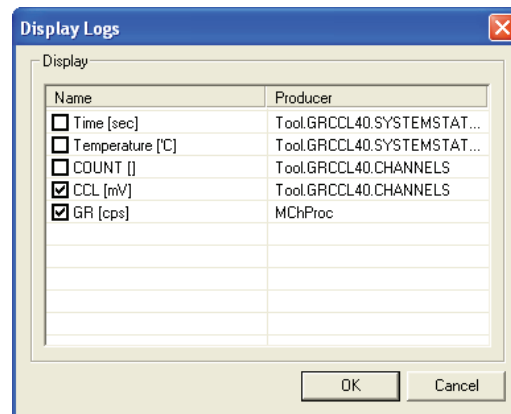 Display Logs
Display
Name Producer
Time [sec] Tool.GRCCL40.SYSTEMSTAT...
Temperature ['C] Tool.GRCCL40.SYSTEMSTAT...
COUNT [] Tool.GRCCL40.CHANNELS
CCL [mV] Tool.GRCCL40.CHANNELS
GR [cps] MChProc
OK Cancel